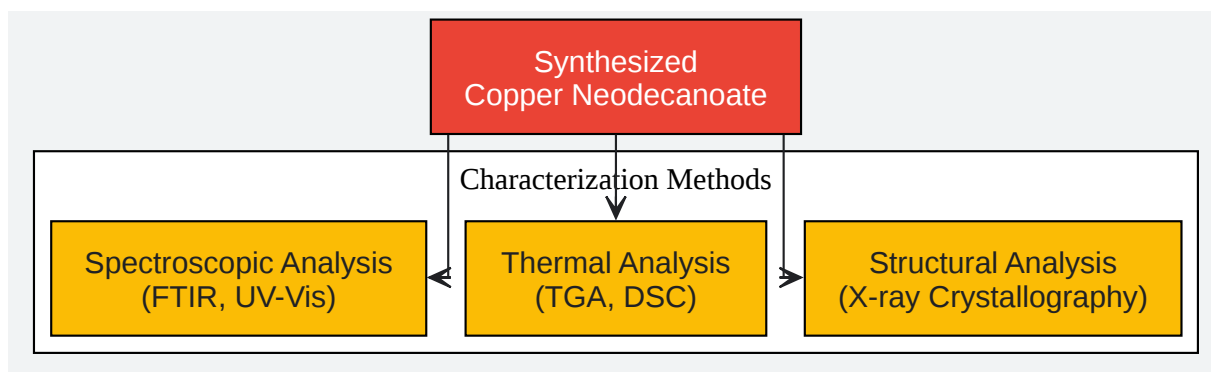 Synthesized
Copper Neodecanoate
Characterization Methods
Spectroscopic Analysis
(FTIR, UV-Vis)
Thermal Analysis
(TGA, DSC)
Structural Analysis
(X-ray Crystallography)